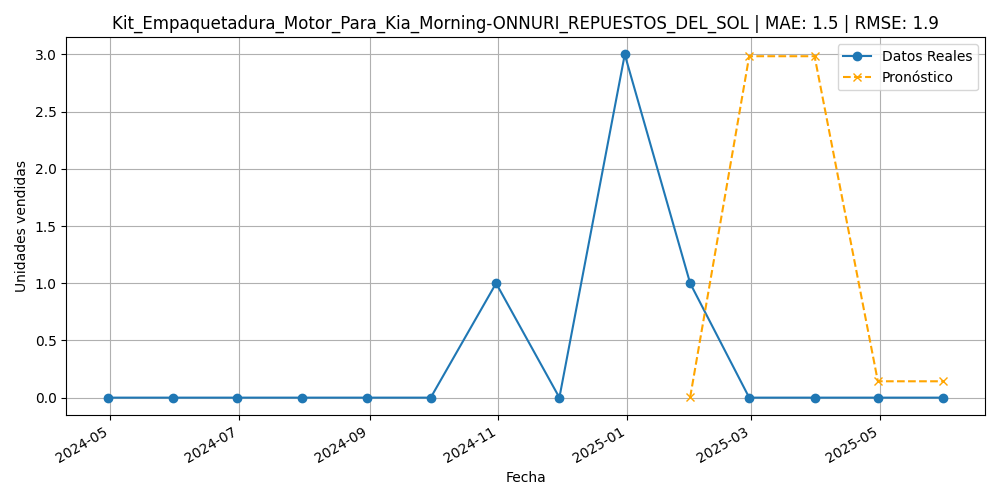 Kit_Empaquetadura_Motor_Para_Kia_Morning-ONNURI_REPUESTOS_DEL_SOL | MAE: 1.5 | RMSE: 1.9
Datos Reales
Pronóstico
Unidades vendidas
3.0
2.5
2.0
1.5
1.0
0.5
0.0
2024-05
2024-07
2024-09
2024-11
2025-01
2025-03
2025-05
Fecha